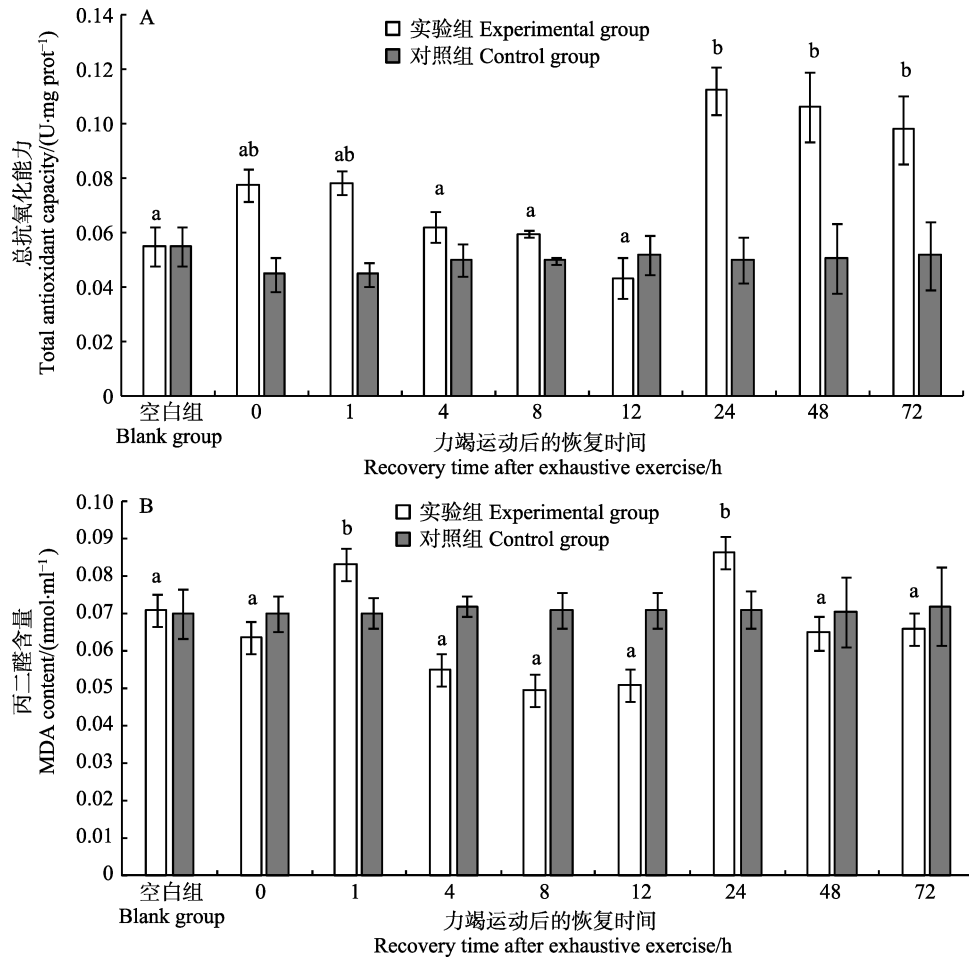 A
实验组 Experimental group
对照组 Control group
总抗氧化能力
Total antioxidant capacity/(U·mg prot⁻¹)
0.14
0.12
0.10
0.08
0.06
0.04
0.02
0
a
ab
ab
a
a
a
b
b
b
空白组 0 1 4 8 12 24 48 72
Blank group
力竭运动后的恢复时间
Recovery time after exhaustive exercise/h
B
实验组 Experimental group
对照组 Control group
丙二醛含量
MDA content/(nmol·ml⁻¹)
0.10
0.09
0.08
0.07
0.06
0.05
0.04
0.03
0.02
0.01
0
a
a
b
a
a
a
b
a
a
空白组 0 1 4 8 12 24 48 72
Blank group
力竭运动后的恢复时间
Recovery time after exhaustive exercise/h